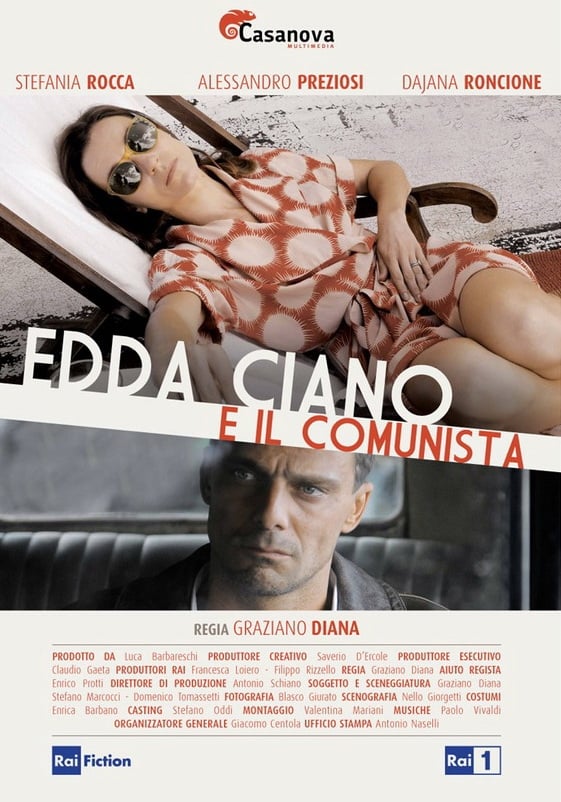 Casanova
MULTIMEDIA
STEFANIA ROCCA ALESSANDRO PREZIOSI DAJANA RONCIONE
EDDA CIANO
E IL COMUNISTA
REGIA GRAZIANO DIANA
PRODOTTO DA Luca Barbareschi PRODUTTORE CREATIVO Saverio D'Ercole PRODUTTORE ESECUTIVO
Claudio Gaeta PRODUTTORI RAI Francesca Loiero - Filippo Rizzello REGIA Graziano Diana AIUTO REGISTA
Enrico Protti DIRETTORE DI PRODUZIONE Antonio Schiano SOGGETTO E SCENEGGIATURA Graziano Diana
Stefano Marcocci - Domenico Tomassetti FOTOGRAFIA Blasco Giurato SCENOGRAFIA Nello Giorgetti COSTUMI
Enrica Barbano CASTING Stefano Oddi MONTAGGIO Valentina Mariani MUSICHE Paolo Vivaldi
ORGANIZZATORE GENERALE Giacomo Centola UFFICIO STAMPA Antonio Naselli
Rai Fiction
Rai 1